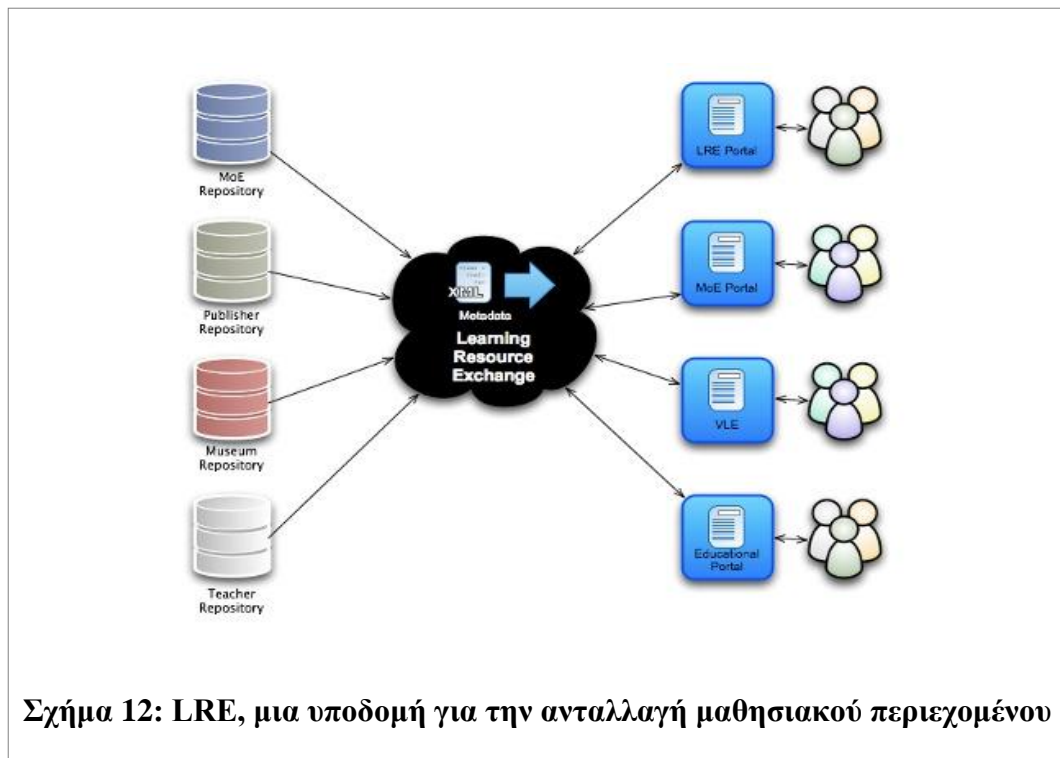 MoE
Repository
Publisher
Repository
Museum
Repository
Teacher
Repository
XML
Metadata
Learning
Resource
Exchange
LRE Portal
MoE Portal
VLE
Educational
Portal
Σχήμα 12: LRE, μια υποδομή για την ανταλλαγή μαθησιακού περιεχομένου